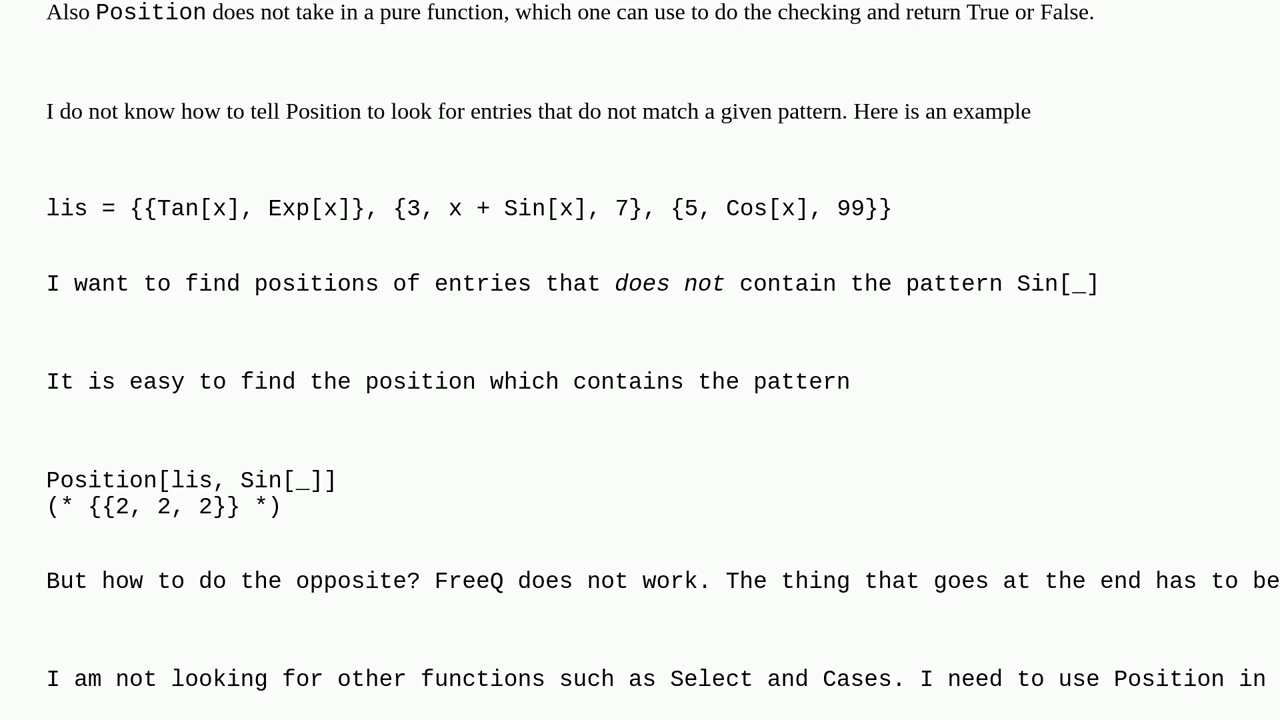 Also Position does not take in a pure function, which one can use to do the checking and return True or False.
I do not know how to tell Position to look for entries that do not match a given pattern. Here is an example
lis = {{Tan[x], Exp[x]}, {3, x + Sin[x], 7}, {5, Cos[x], 99}}
I want to find positions of entries that does not contain the pattern Sin[_]
It is easy to find the position which contains the pattern
Position[lis, Sin[_]]
(* {{2, 2, 2}} *)
But how to do the opposite? FreeQ does not work. The thing that goes at the end has to be
I am not looking for other functions such as Select and Cases. I need to use Position in